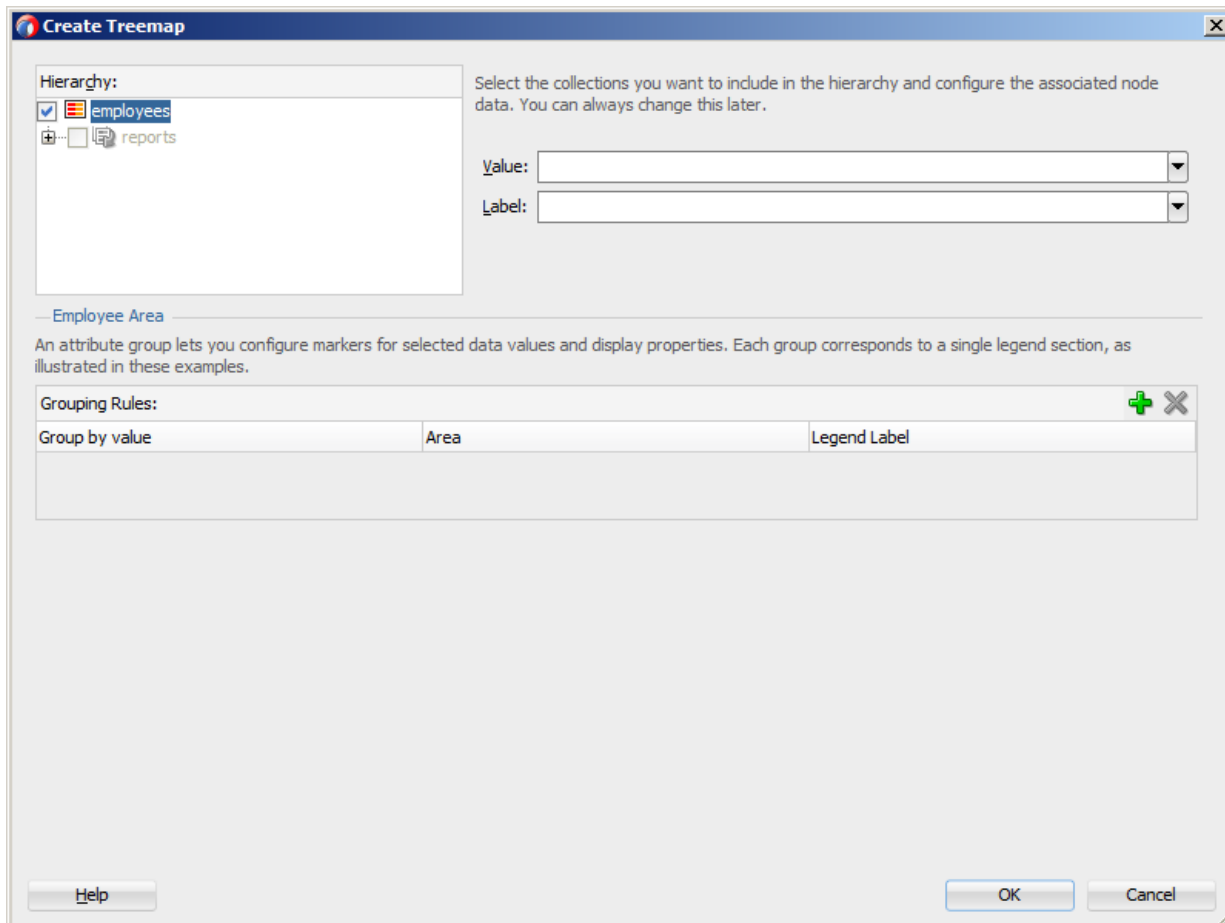 Create Treemap
Hierarchy:
employees
reports
Select the collections you want to include in the hierarchy and configure the associated node
data. You can always change this later.
Value:
Label:
Employee Area
An attribute group lets you configure markers for selected data values and display properties. Each group corresponds to a single legend section, as
illustrated in these examples.
Grouping Rules:
Group by value Area Legend Label
Help OK Cancel